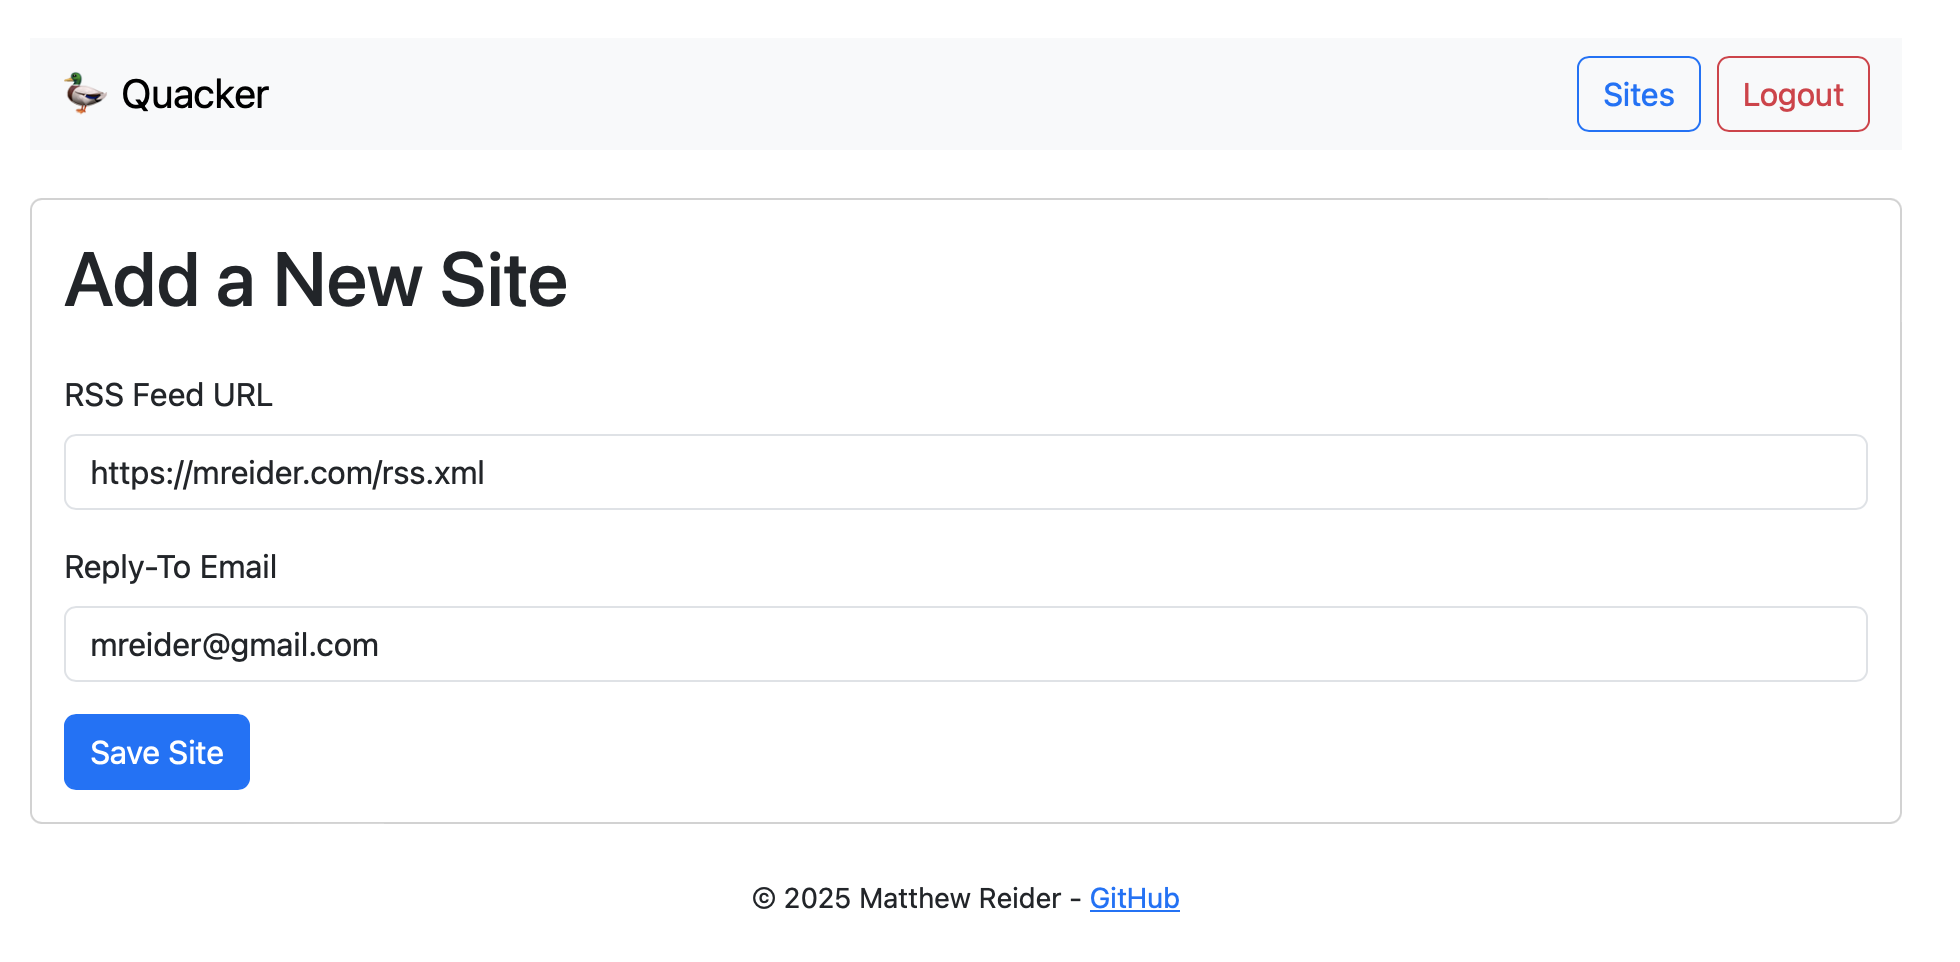 Quacker
Sites
Logout
Add a New Site
RSS Feed URL
https://mreider.com/rss.xml
Reply-To Email
mreider@gmail.com
Save Site
© 2025 Matthew Reider - GitHub